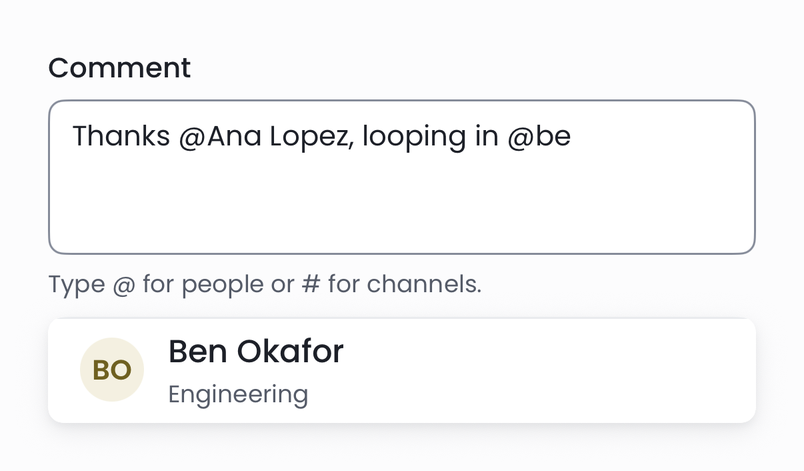 Comment
Thanks @Ana Lopez, looping in @be
Type @ for people or # for channels.
BO
Ben Okafor
Engineering